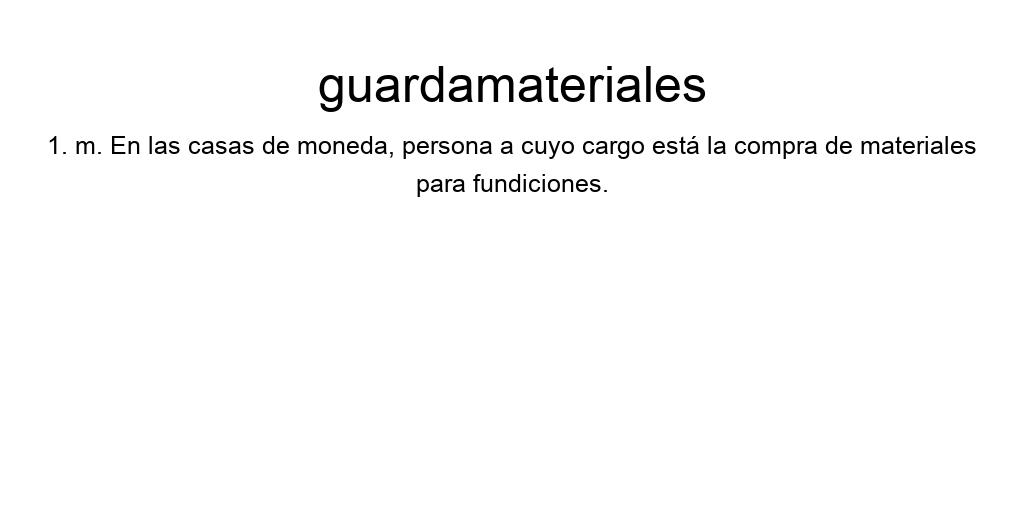 guardamateriales
1. m. En las casas de moneda, persona a cuyo cargo está la compra de materiales
para fundiciones.